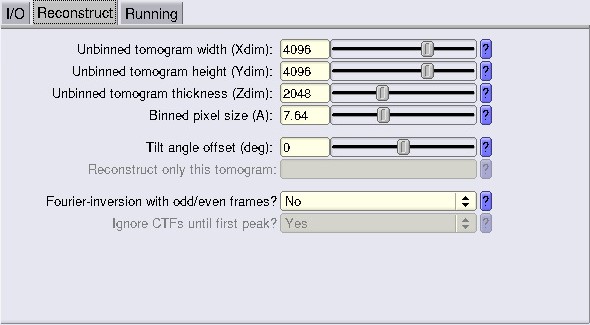 I/O Reconstruct Running
Unbinned tomogram width (Xdim): 4096 ?
Unbinned tomogram height (Ydim): 4096 ?
Unbinned tomogram thickness (Zdim): 2048 ?
Binned pixel size (A): 7.64 ?
Tilt angle offset (deg): 0 ?
Reconstruct only this tomogram: ?
Fourier-inversion with odd/even frames? No ?
Ignore CTFs until first peak? Yes ?